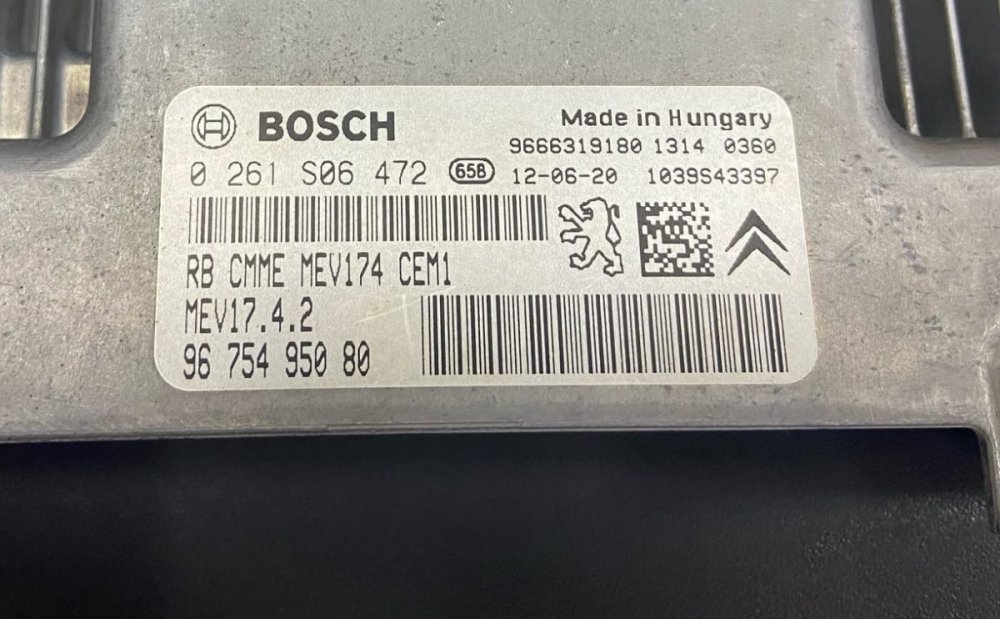 BOSCH
Made in Hungary
9666319180 1314 0360
0 261 S06 472 65B 12-06-20 1039S43397
RB CMME MEV174 CEM1
MEV17.4.2
96 754 950 80